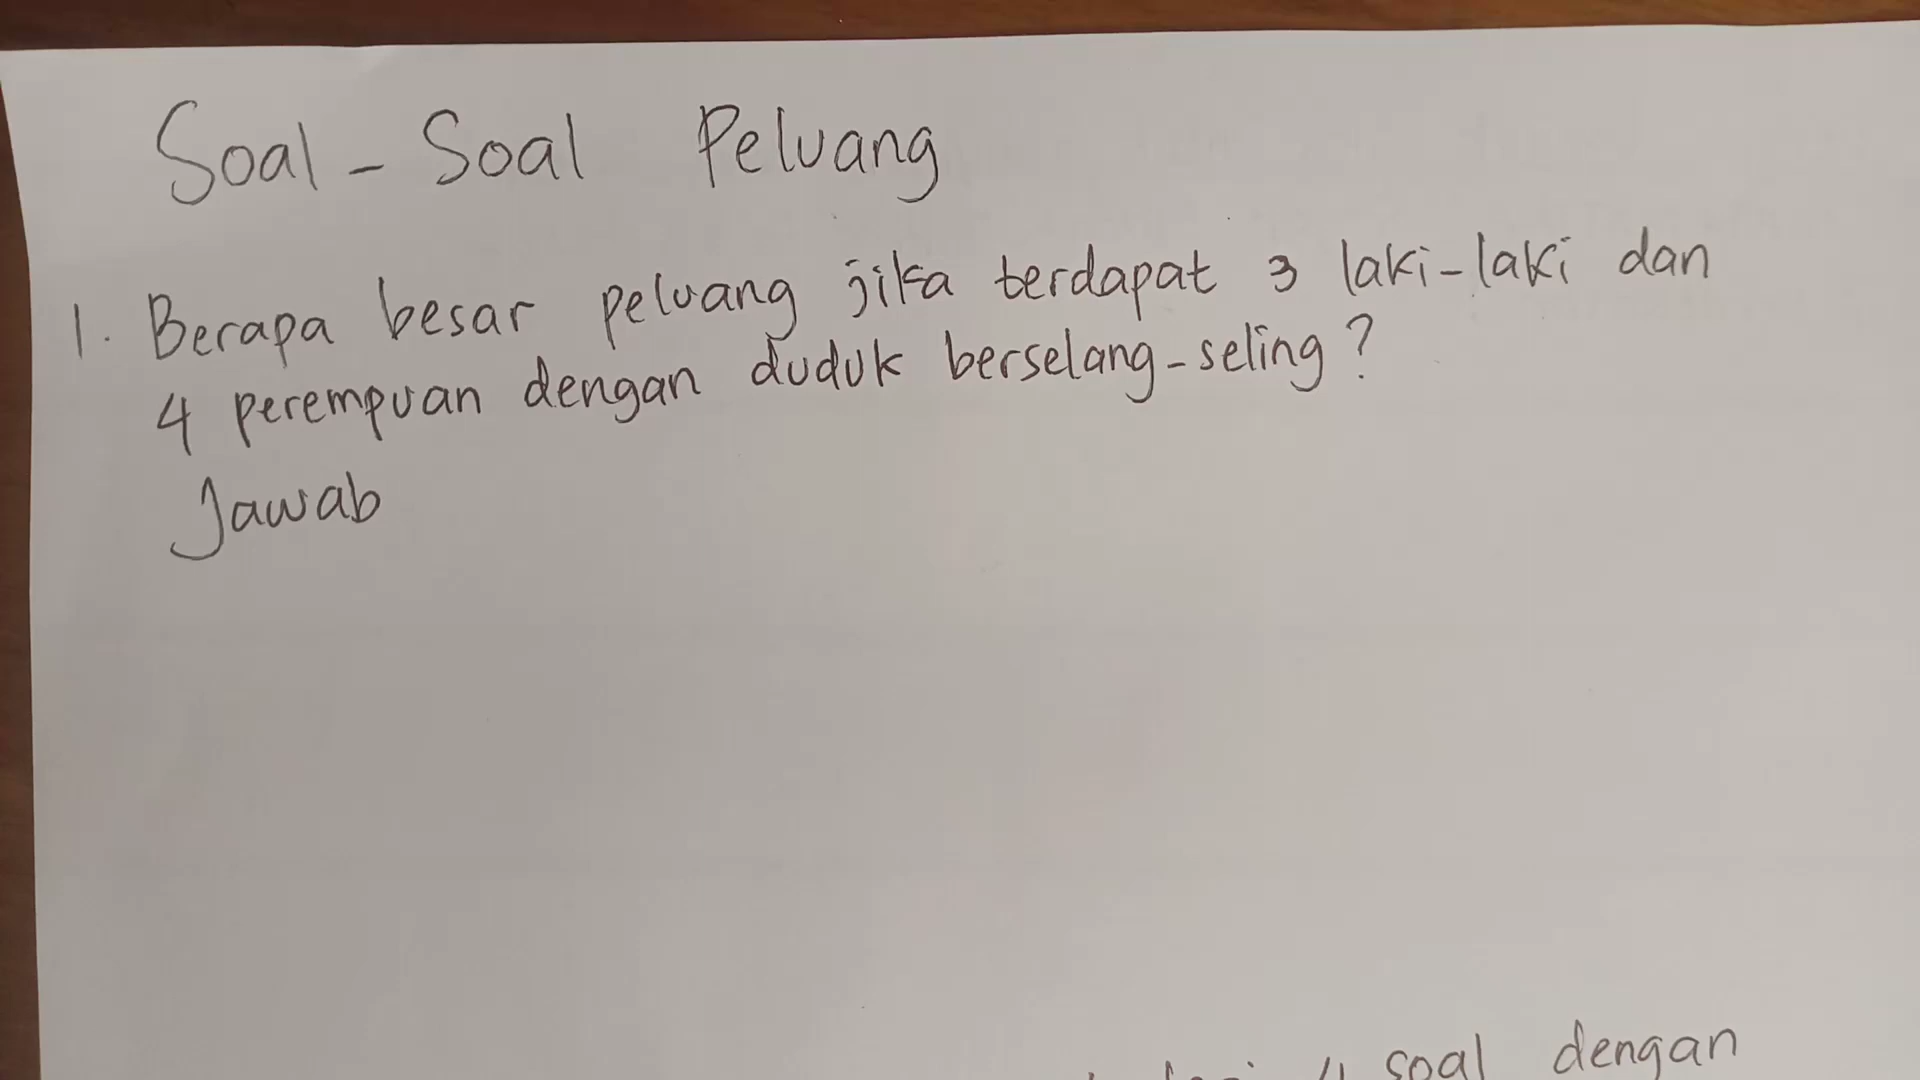 Soal - Soal Peluang
1. Berapa besar peluang jika terdapat 3 laki-laki dan
4 perempuan dengan duduk berselang-seling?
Jawab
4 soal dengan